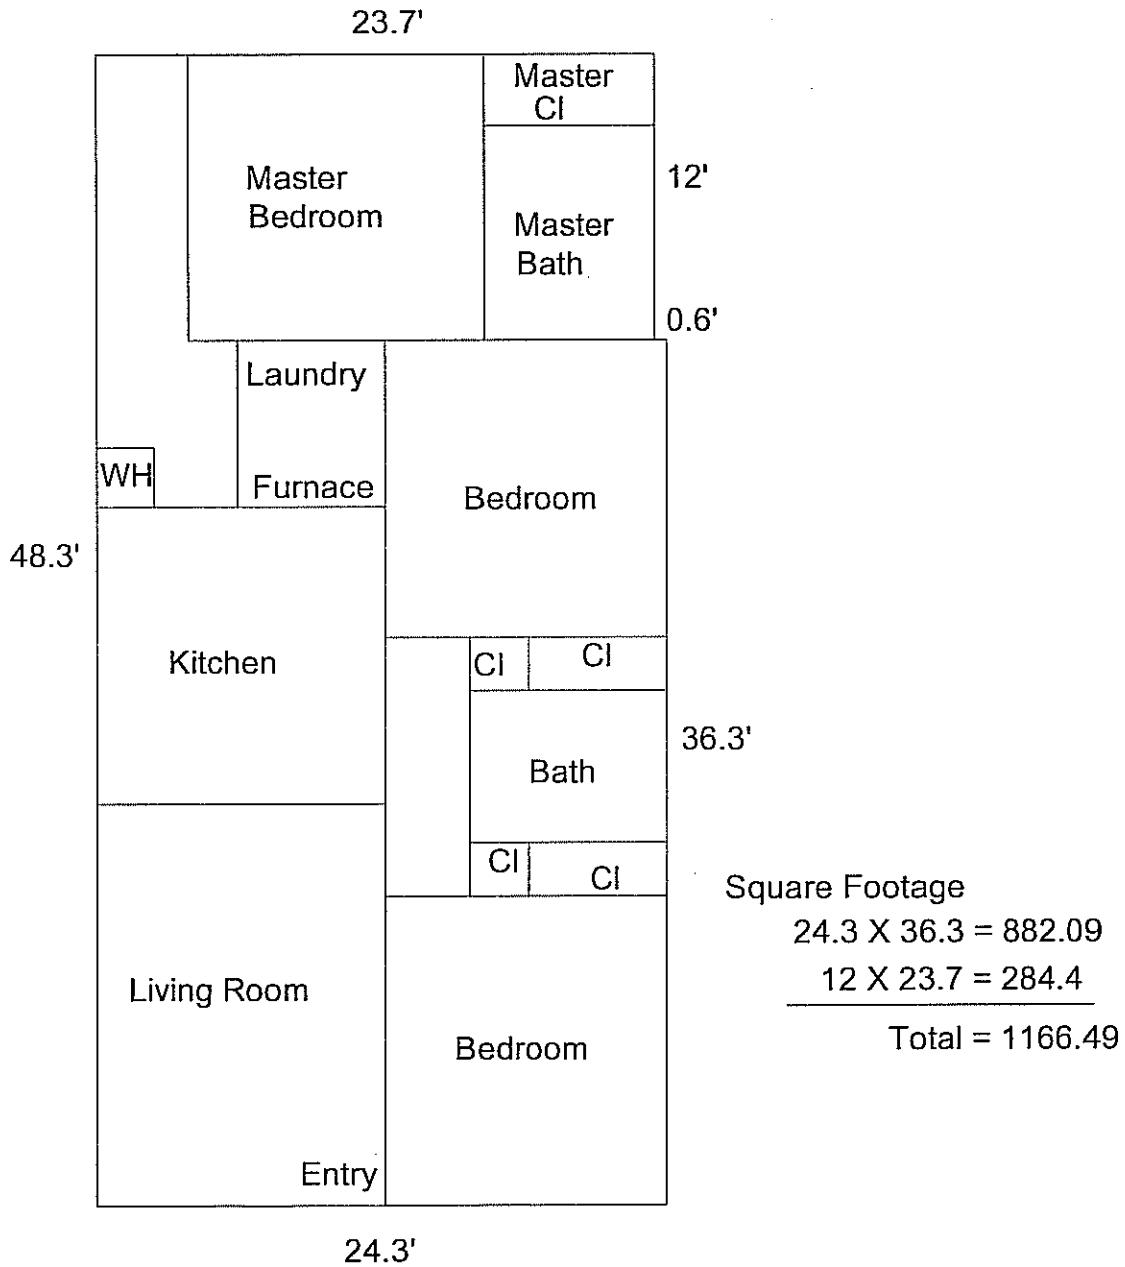 23.7'
Master
Cl
Master
Bedroom
12'
Master
Bath
0.6'
Laundry
WH
Furnace
Bedroom
48.3'
Kitchen
Cl
Cl
36.3'
Bath
Cl
Cl
Square Footage
24.3 X 36.3 = 882.09
12 X 23.7 = 284.4
Total = 1166.49
Living Room
Bedroom
Entry
24.3'